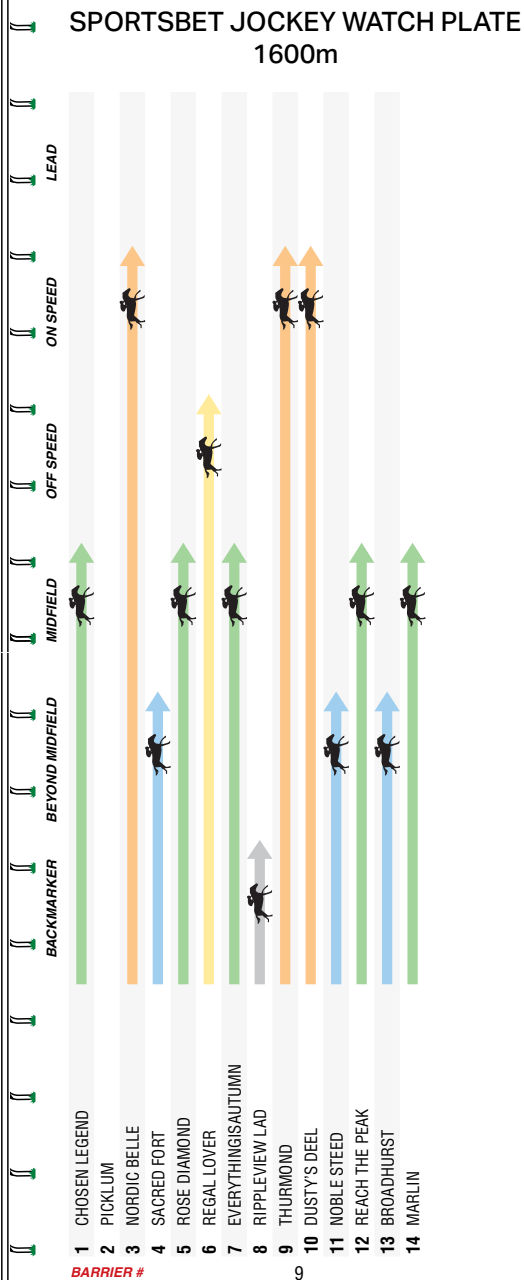 SPORTSBET JOCKEY WATCH PLATE
1600m
LEAD
ON SPEED
OFF SPEED
MIDFIELD
BEYOND MIDFIELD
BACKMARKER
1 CHOSEN LEGEND
2 PICKLUM
3 NORDIC BELLE
4 SACRED FORT
5 ROSE DIAMOND
6 REGAL LOVER
7 EVERYTHINGISAUTUMN
8 RIPPLEVIEW LAD
9 THURMOND
10 DUSTY'S DEEL
11 NOBLE STEED
12 REACH THE PEAK
13 BROADHURST
14 MARLIN
BARRIER #
9